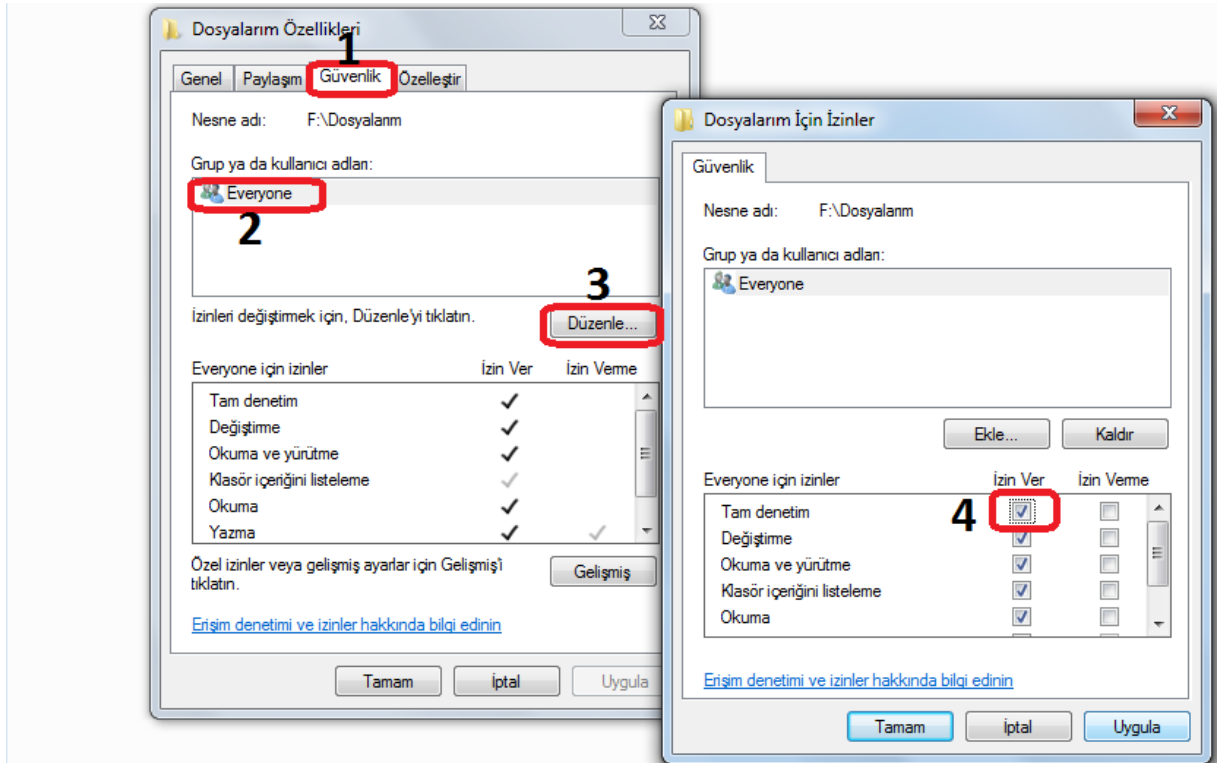 Dosyalarım Özellikleri
1
Genel Paylaşım Güvenlik Özelleştir
Nesne adı: F:\Dosyalarım
Grup ya da kullanıcı adları:
Everyone
2
3
İzinleri değiştirmek için, Düzenle'yi tıklatın.
Düzenle...
Everyone için izinler İzin Ver İzin Verme
Tam denetim
Değiştirme
Okuma ve yürütme
Klasör içeriğini listeleme
Okuma
Yazma
Özel izinler veya gelişmiş ayarlar için Gelişmiş'i
tıklatın.
Gelişmiş
Erişim denetimi ve izinler hakkında bilgi edinin
Tamam İptal Uygula
Dosyalarım İçin İzinler
Güvenlik
Nesne adı: F:\Dosyalarım
Grup ya da kullanıcı adları:
Everyone
Ekle... Kaldır
Everyone için izinler İzin Ver İzin Verme
4
Tam denetim
Değiştirme
Okuma ve yürütme
Klasör içeriğini listeleme
Okuma
Erişim denetimi ve izinler hakkında bilgi edinin
Tamam İptal Uygula